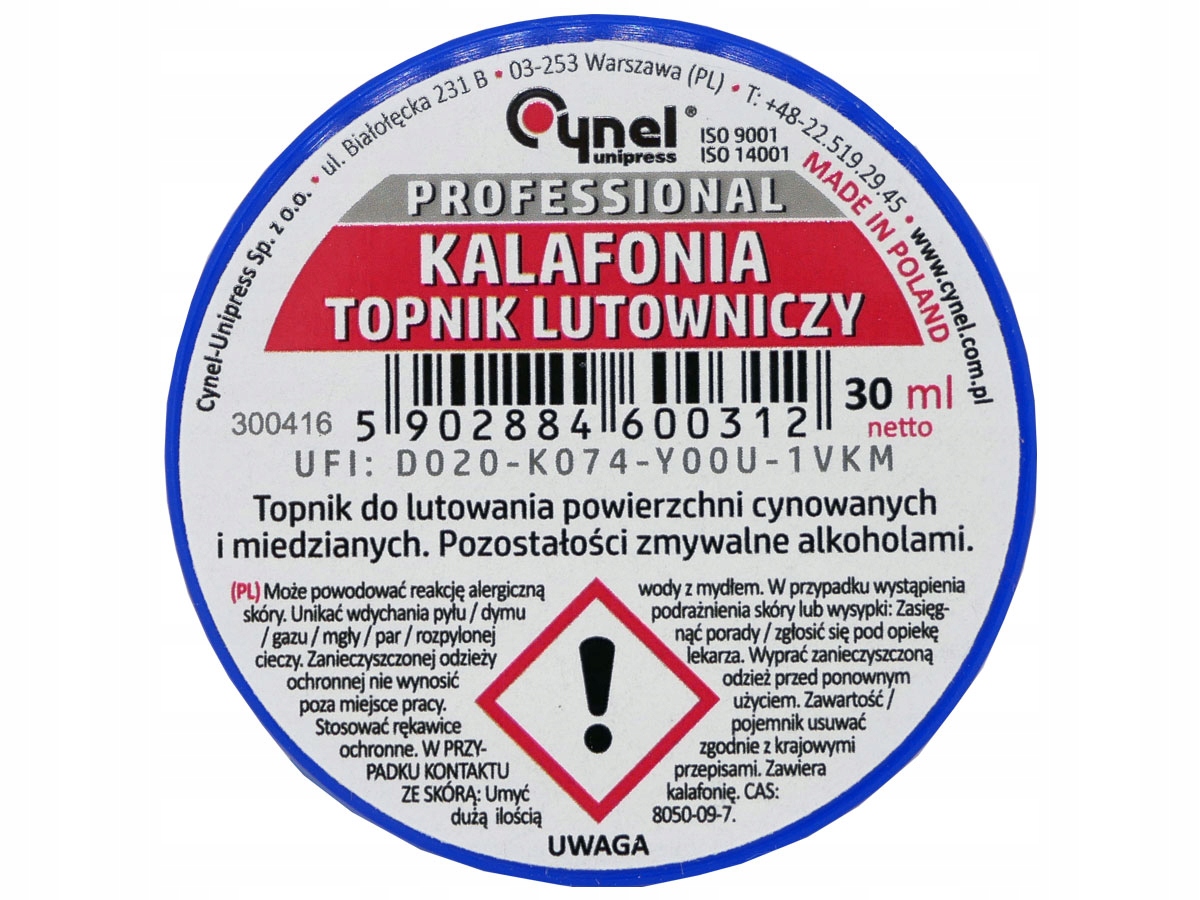 Cynel-Unipress Sp. z o.o. • ul. Białołęcka 231 B • 03-253 Warszawa (PL) • T: +48-22.519.29.45 • www.cynel.com.pl
Cynel®
unipress
ISO 9001
ISO 14001
MADE IN POLAND
PROFESSIONAL
KALAFONIA
TOPNIK LUTOWNICZY
300416
5 902884 600312
30 ml
netto
UFI: D020-K074-Y00U-1VKM
Topnik do lutowania powierzchni cynowanych
i miedzianych. Pozostałości zmywalne alkoholami.
(PL) Może powodować reakcję alergiczną
skóry. Unikać wdychania pyłu / dymu
/ gazu / mgły / par / rozpylonej
cieczy. Zanieczyszczonej odzieży
ochronnej nie wynosić
poza miejsce pracy.
Stosować rękawice
ochronne. W PRZY-
PADKU KONTAKTU
ZE SKÓRĄ: Umyć
dużą ilością
wody z mydłem. W przypadku wystąpienia
podrażnienia skóry lub wysypki: Zasięg-
nąć porady / zgłosić się pod opiekę
lekarza. Wyprać zanieczyszczoną
odzież przed ponownym
użyciem. Zawartość /
pojemnik usuwać
zgodnie z krajowymi
przepisami. Zawiera
kalafonię. CAS:
8050-09-7.
UWAGA